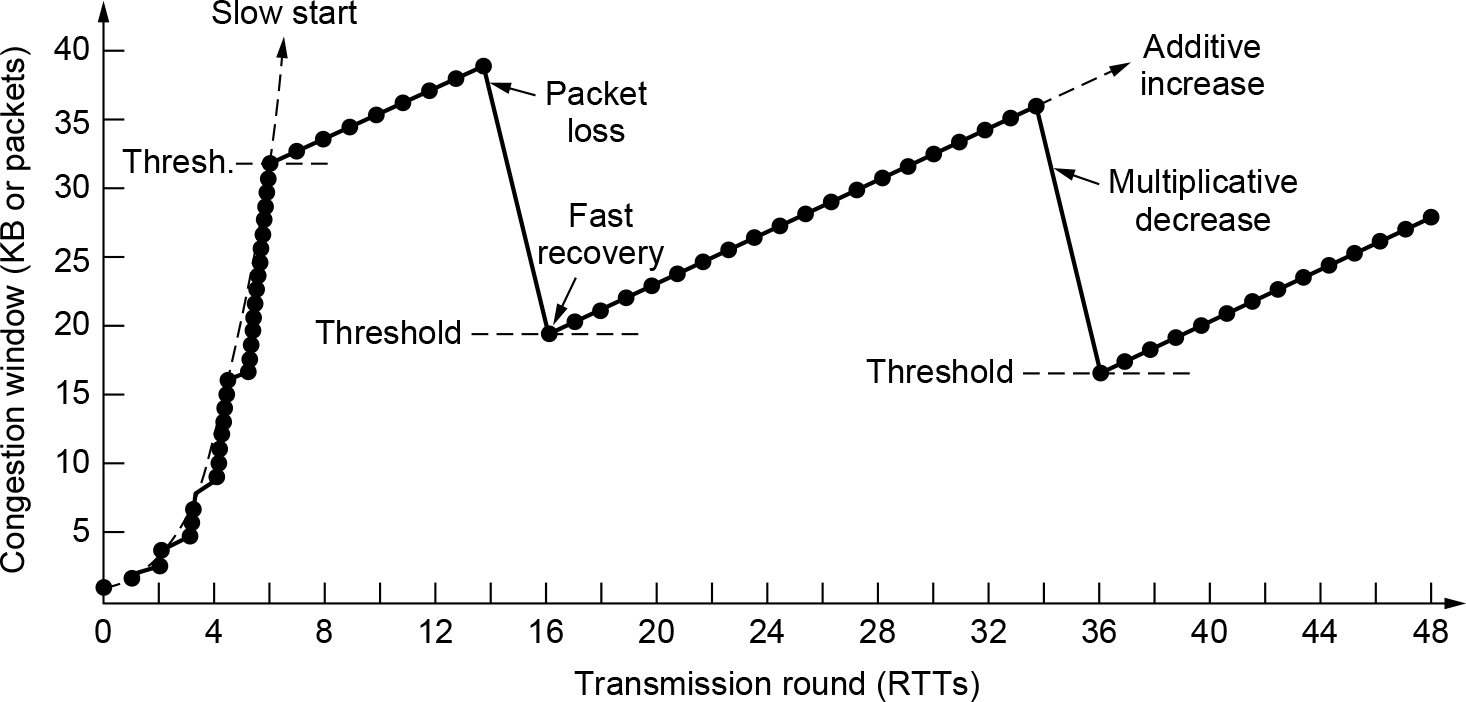 Slow start
Congestion window (KB or packets)
40
35
30
25
20
15
10
5
Thresh.
Packet
loss
Fast
recovery
Threshold
Additive
increase
Multiplicative
decrease
Threshold
0 4 8 12 16 20 24 28 32 36 40 44 48
Transmission round (RTTs)